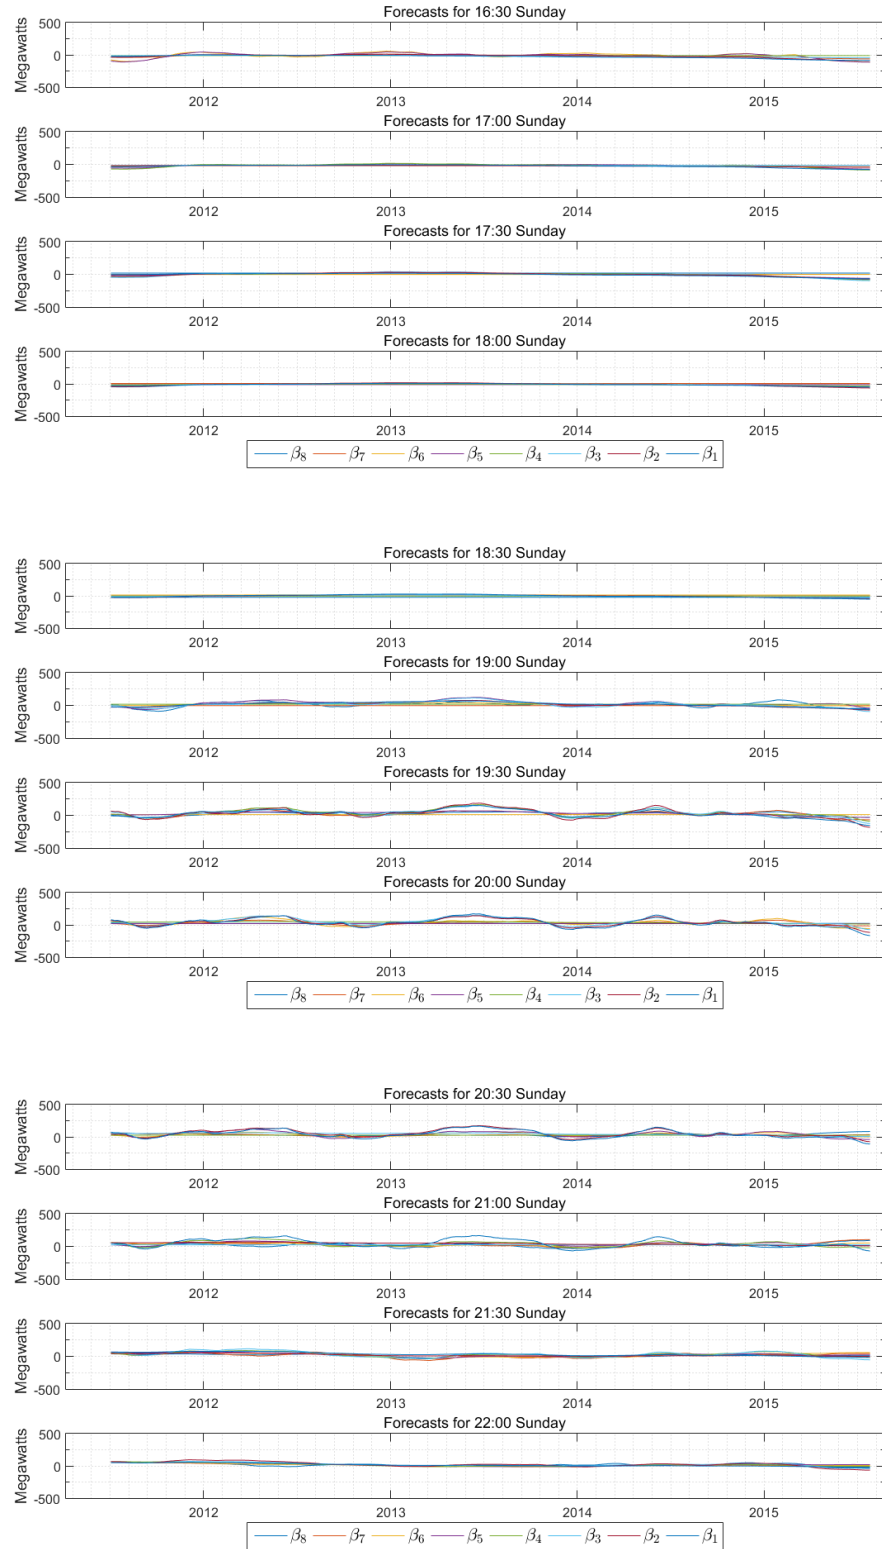 Forecasts for 16:30 Sunday
500
0
-500
Megawatts
2012 2013 2014 2015
Forecasts for 17:00 Sunday
500
0
-500
Megawatts
2012 2013 2014 2015
Forecasts for 17:30 Sunday
500
0
-500
Megawatts
2012 2013 2014 2015
Forecasts for 18:00 Sunday
500
0
-500
Megawatts
2012 2013 2014 2015
β8 β7 β6 β5 β4 β3 β2 β1
Forecasts for 18:30 Sunday
500
0
-500
Megawatts
2012 2013 2014 2015
Forecasts for 19:00 Sunday
500
0
-500
Megawatts
2012 2013 2014 2015
Forecasts for 19:30 Sunday
500
0
-500
Megawatts
2012 2013 2014 2015
Forecasts for 20:00 Sunday
500
0
-500
Megawatts
2012 2013 2014 2015
β8 β7 β6 β5 β4 β3 β2 β1
Forecasts for 20:30 Sunday
500
0
-500
Megawatts
2012 2013 2014 2015
Forecasts for 21:00 Sunday
500
0
-500
Megawatts
2012 2013 2014 2015
Forecasts for 21:30 Sunday
500
0
-500
Megawatts
2012 2013 2014 2015
Forecasts for 22:00 Sunday
500
0
-500
Megawatts
2012 2013 2014 2015
β8 β7 β6 β5 β4 β3 β2 β1